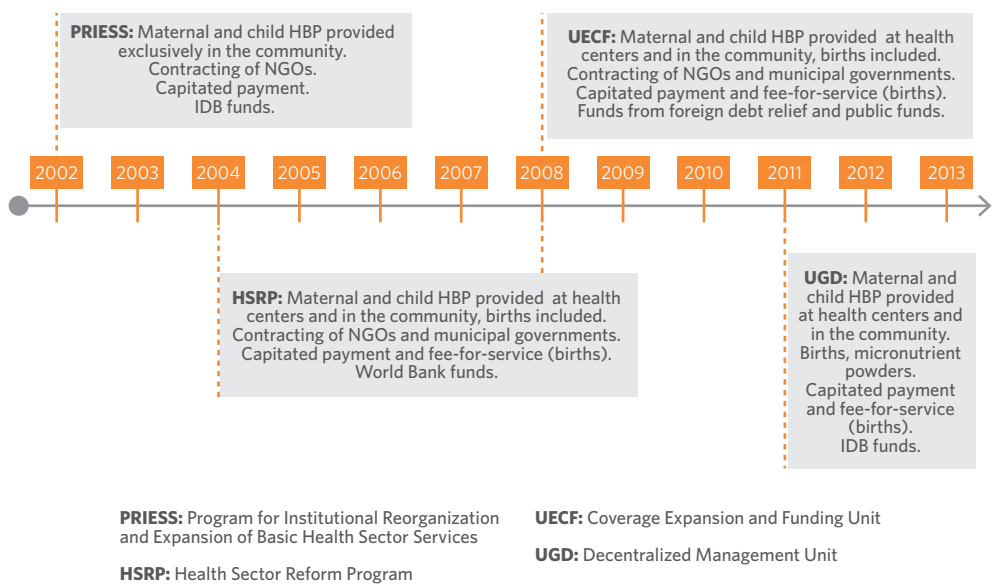 PRIESS: Maternal and child HBP provided
exclusively in the community.
Contracting of NGOs.
Capitated payment.
IDB funds.
UECF: Maternal and child HBP provided at health
centers and in the community, births included.
Contracting of NGOs and municipal governments.
Capitated payment and fee-for-service (births).
Funds from foreign debt relief and public funds.
2002 2003 2004 2005 2006 2007 2008 2009 2010 2011 2012 2013
HSRP: Maternal and child HBP provided at health
centers and in the community, births included.
Contracting of NGOs and municipal governments.
Capitated payment and fee-for-service (births).
World Bank funds.
UGD: Maternal and
child HBP provided
at health centers and
in the community.
Births, micronutrient
powders.
Capitated payment
and fee-for-service
(births).
IDB funds.
PRIESS: Program for Institutional Reorganization
and Expansion of Basic Health Sector Services
HSRP: Health Sector Reform Program
UECF: Coverage Expansion and Funding Unit
UGD: Decentralized Management Unit